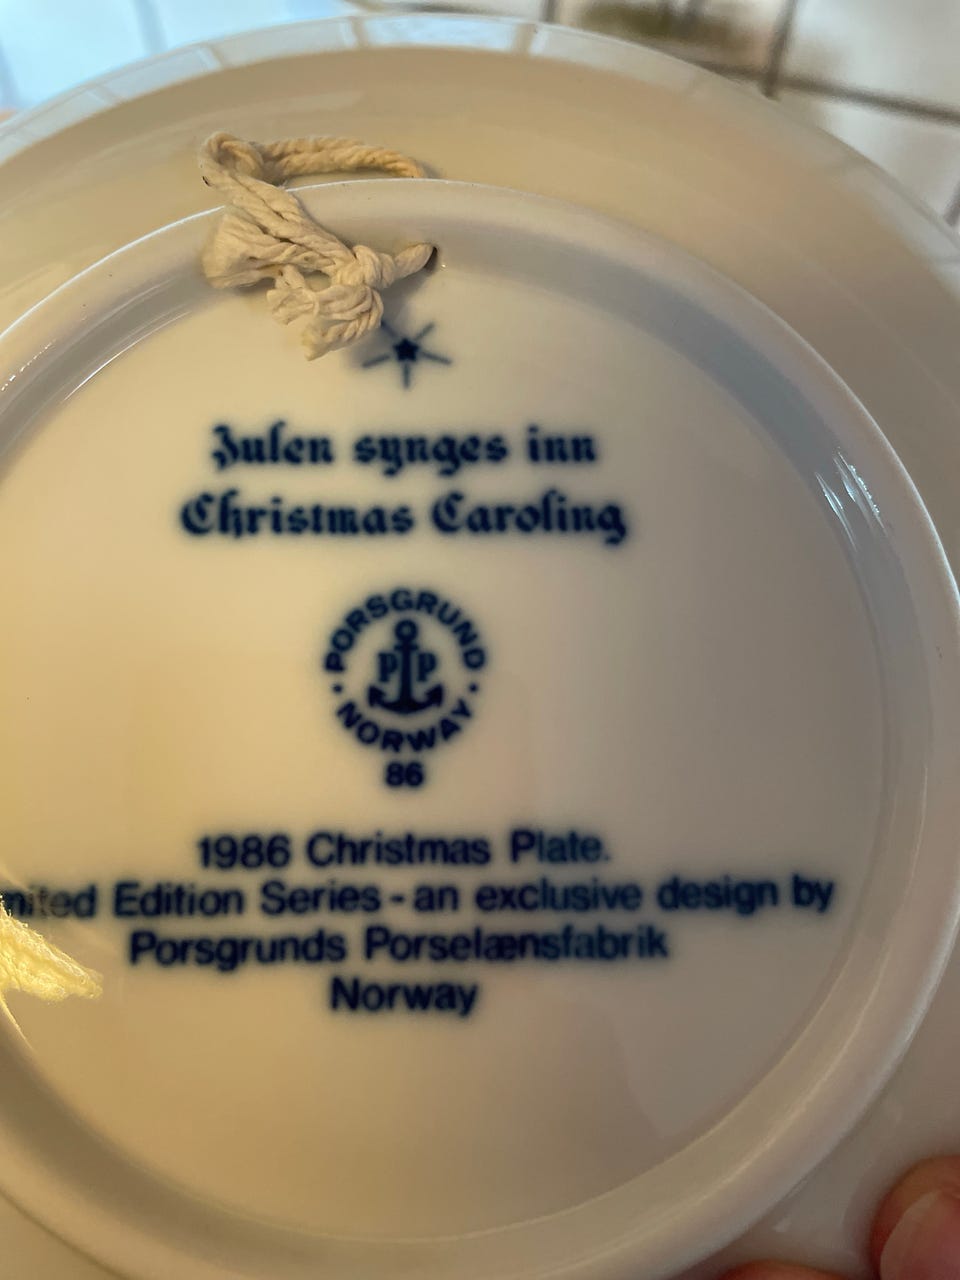 Julen synges inn
Christmas Caroling
PORSGRUND
PP
NORWAY
86
1986 Christmas Plate.
Edition Series - an exclusive design by
Porsgrunds Porselænsfabrik
Norway